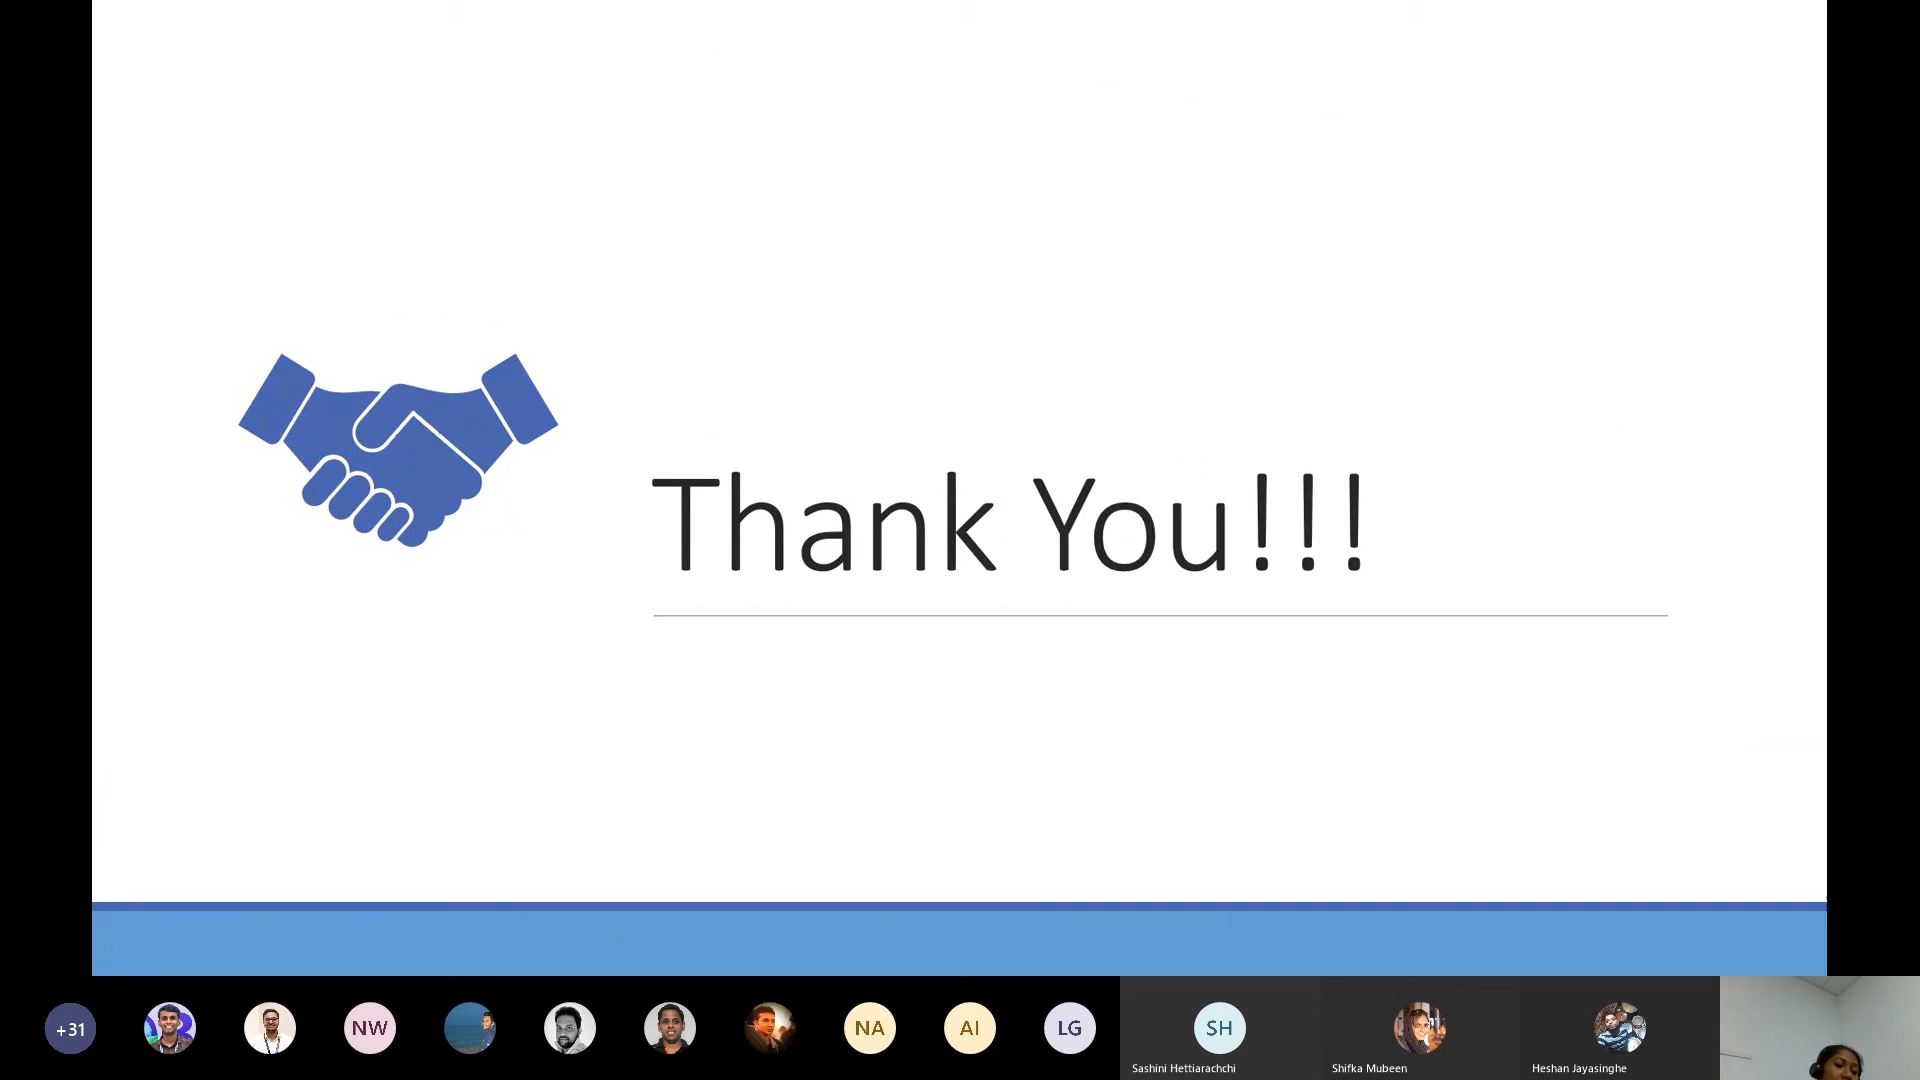 Thank You!!!
+31
NW
NA
AI
LG
SH
Sashini Hettiarachchi
Shifka Mubeen
Heshan Jayasinghe